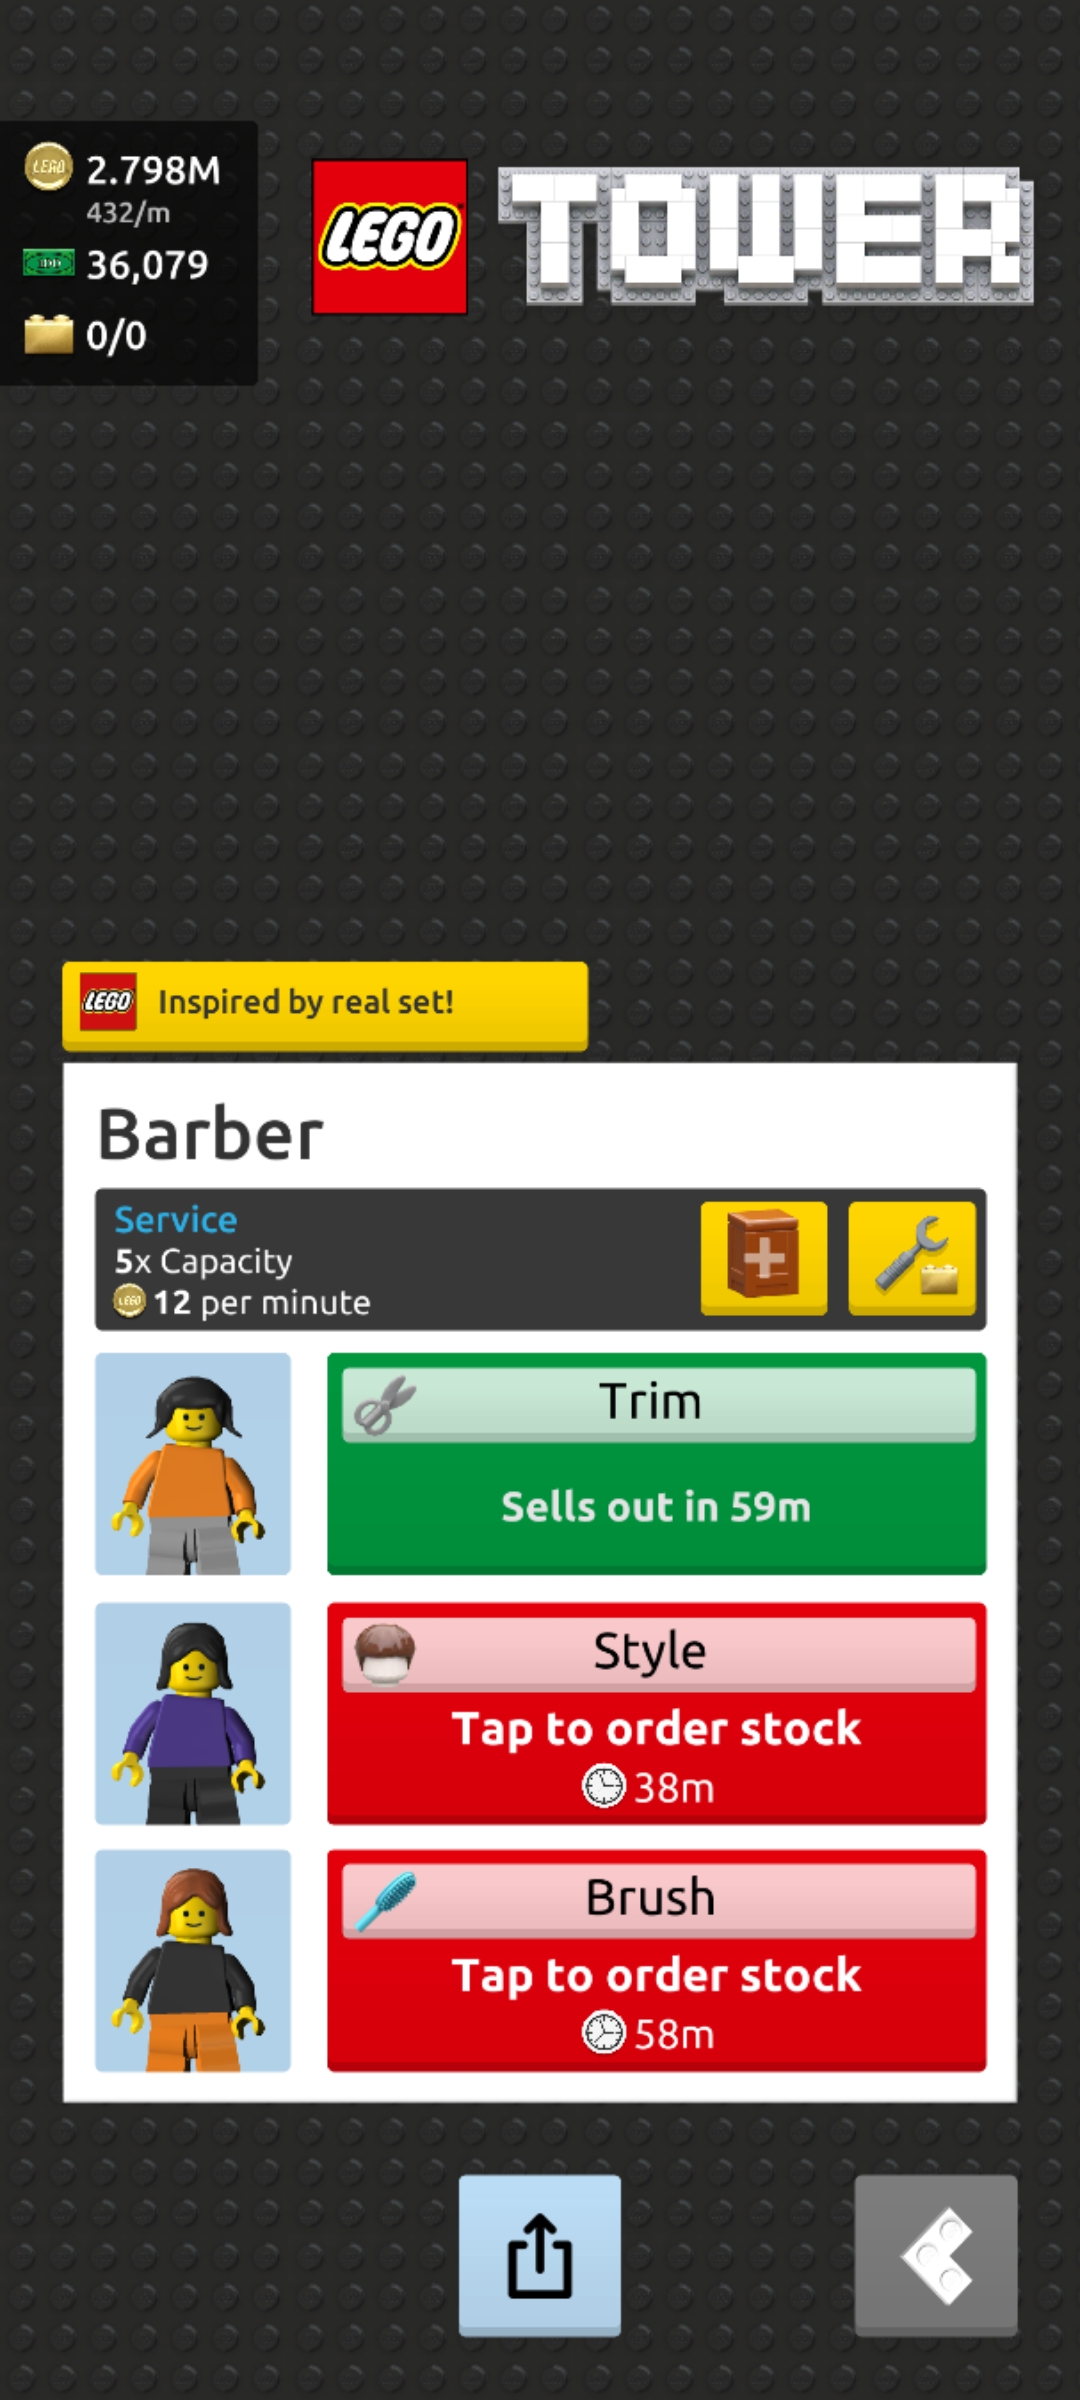 2.798M
432/m
36,079
0/0
LEGO TOWER
LEGO Inspired by real set!
Barber
Service
5x Capacity
12 per minute
Trim
Sells out in 59m
Style
Tap to order stock
38m
Brush
Tap to order stock
58m